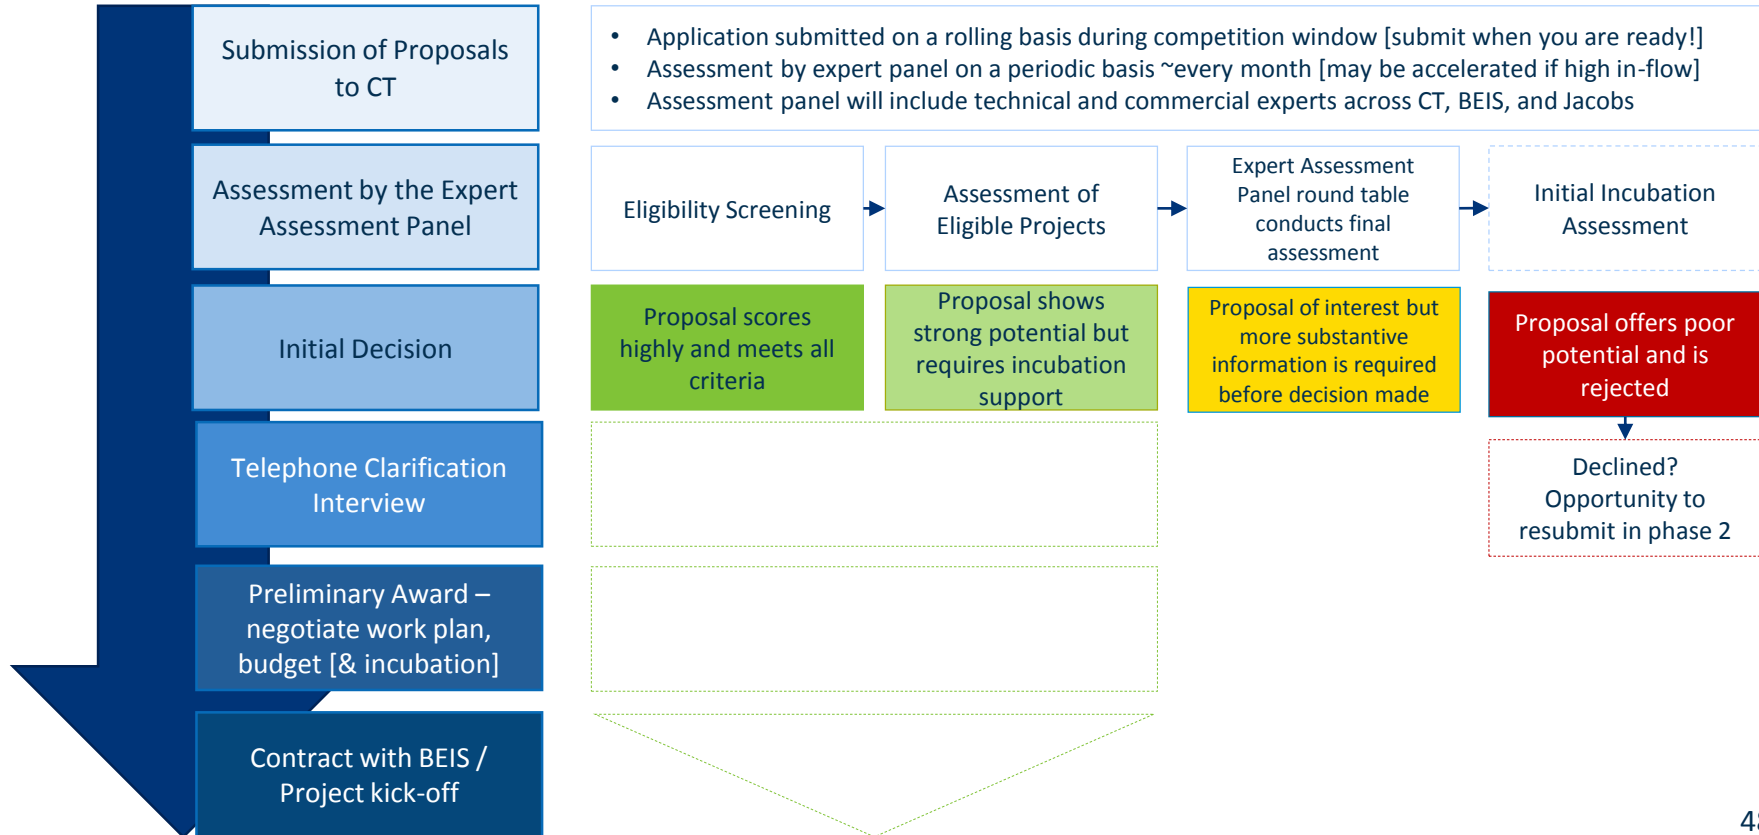 Submission of Proposals
to CT
• Application submitted on a rolling basis during competition window [submit when you are ready!]
• Assessment by expert panel on a periodic basis ~every month [may be accelerated if high in-flow]
• Assessment panel will include technical and commercial experts across CT, BEIS, and Jacobs
Assessment by the Expert
Assessment Panel
Eligibility Screening
Assessment of
Eligible Projects
Expert Assessment
Panel round table
conducts final
assessment
Initial Incubation
Assessment
Initial Decision
Proposal scores
highly and meets all
criteria
Proposal shows
strong potential but
requires incubation
support
Proposal of interest but
more substantive
information is required
before decision made
Proposal offers poor
potential and is
rejected
Telephone Clarification
Interview
Declined?
Opportunity to
resubmit in phase 2
Preliminary Award –
negotiate work plan,
budget [& incubation]
Contract with BEIS /
Project kick-off